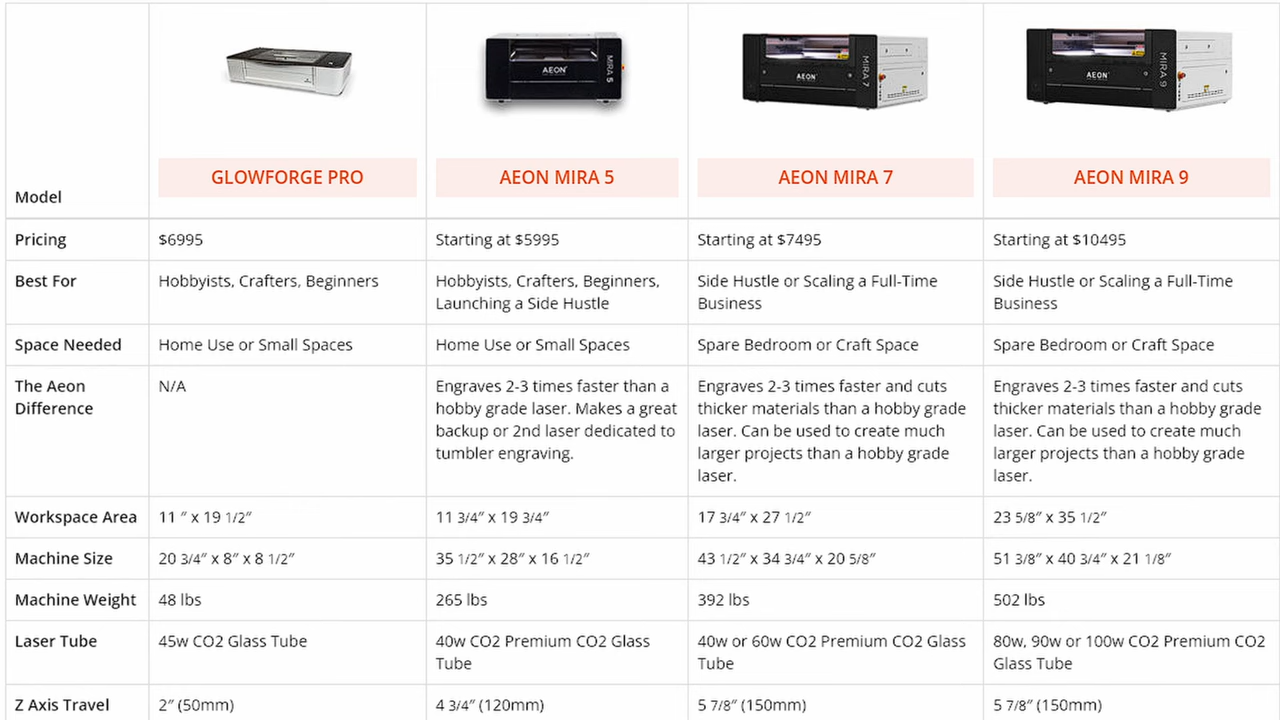 AEON
MIRA 5
AEON
MIRA 7
AEON
MIRA 9
Model
GLOWFORGE PRO
AEON MIRA 5
AEON MIRA 7
AEON MIRA 9
Pricing
$6995
Starting at $5995
Starting at $7495
Starting at $10495
Best For
Hobbyists, Crafters, Beginners
Hobbyists, Crafters, Beginners,
Launching a Side Hustle
Side Hustle or Scaling a Full-Time
Business
Side Hustle or Scaling a Full-Time
Business
Space Needed
Home Use or Small Spaces
Home Use or Small Spaces
Spare Bedroom or Craft Space
Spare Bedroom or Craft Space
The Aeon
Difference
N/A
Engraves 2-3 times faster than a
hobby grade laser. Makes a great
backup or 2nd laser dedicated to
tumbler engraving.
Engraves 2-3 times faster and cuts
thicker materials than a hobby grade
laser. Can be used to create much
larger projects than a hobby grade
laser.
Engraves 2-3 times faster and cuts
thicker materials than a hobby grade
laser. Can be used to create much
larger projects than a hobby grade
laser.
Workspace Area
11 ″ x 19 1/2″
11 3/4″ x 19 3/4″
17 3/4″ x 27 1/2″
23 5/8″ x 35 1/2″
Machine Size
20 3/4″ x 8″ x 8 1/2″
35 1/2″ x 28″ x 16 1/2″
43 1/2″ x 34 3/4″ x 20 5/8″
51 3/8″ x 40 3/4″ x 21 1/8″
Machine Weight
48 lbs
265 lbs
392 lbs
502 lbs
Laser Tube
45w CO2 Glass Tube
40w CO2 Premium CO2 Glass
Tube
40w or 60w CO2 Premium CO2 Glass
Tube
80w, 90w or 100w CO2 Premium CO2
Glass Tube
Z Axis Travel
2″ (50mm)
4 3/4″ (120mm)
5 7/8″ (150mm)
5 7/8″ (150mm)